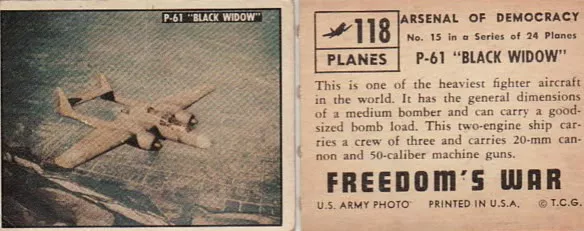 P-61 "BLACK WIDOW"
118
PLANES
ARSENAL OF DEMOCRACY
No. 15 in a Series of 24 Planes
P-61 "BLACK WIDOW"
This is one of the heaviest fighter aircraft
in the world. It has the general dimensions
of a medium bomber and can carry a good-
sized bomb load. This two-engine ship car-
ries a crew of three and carries 20-mm can-
non and 50-caliber machine guns.
FREEDOM'S WAR
U.S. ARMY PHOTO PRINTED IN U.S.A. © T.C.G.